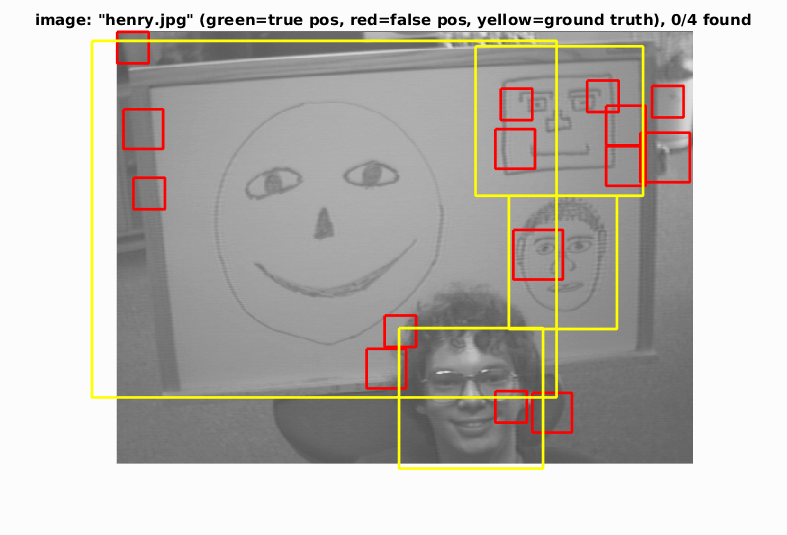 image: "henry.jpg" (green=true pos, red=false pos, yellow=ground truth), 0/4 found